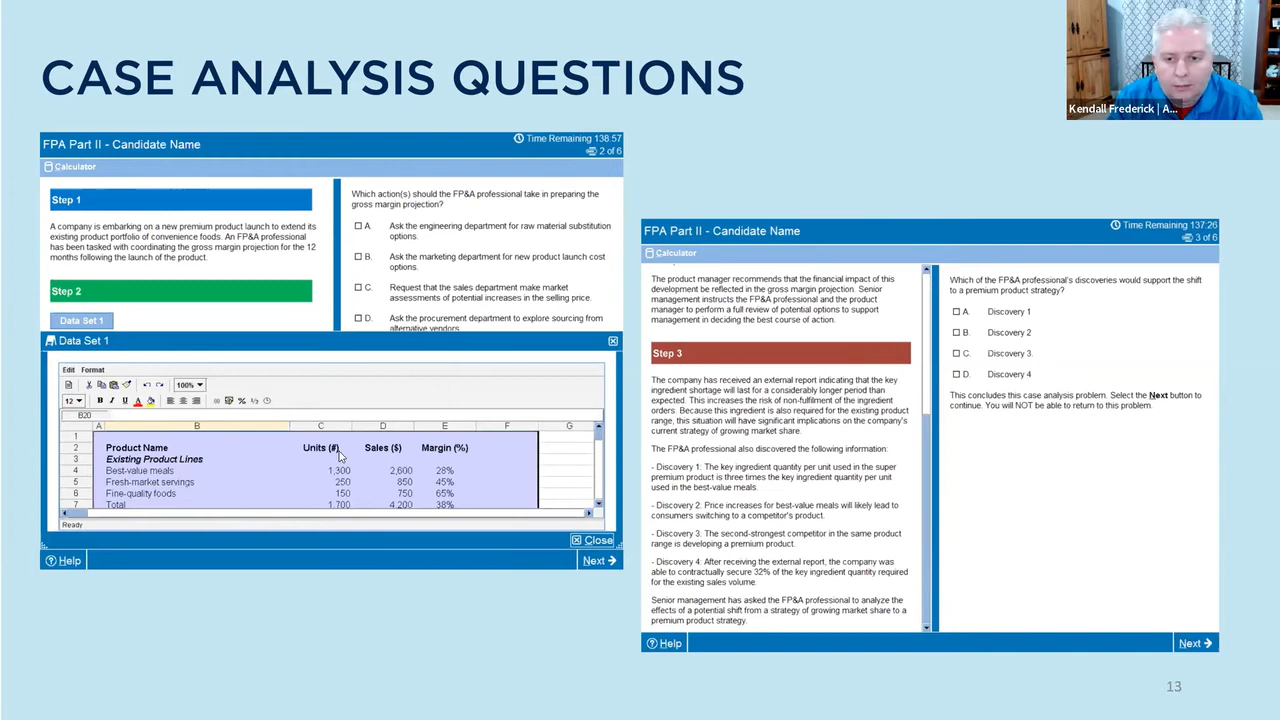 CASE ANALYSIS QUESTIONS
Kendall Frederick | A...
FPA Part II - Candidate Name
Time Remaining 138:57
2 of 6
Calculator
Step 1
A company is embarking on a new premium product launch to extend its
existing product portfolio of convenience foods. An FP&A professional
has been tasked with coordinating the gross margin projection for the 12
months following the launch of the product.
Step 2
Data Set 1
Which action(s) should the FP&A professional take in preparing the
gross margin projection?
A. Ask the engineering department for raw material substitution
options.
B. Ask the marketing department for new product launch cost
options.
C. Request that the sales department make market
assessments of potential increases in the selling price.
D. Ask the procurement department to explore sourcing from
alternative vendors.
Data Set 1
Edit Format
100%
12
B I U
B20
A B C D E F G
1
2 Product Name Units (#) Sales ($) Margin (%)
3 Existing Product Lines
4 Best-value meals 1,300 2,600 28%
5 Fresh-market servings 250 850 45%
6 Fine-quality foods 150 750 65%
7 Total 1,700 4,200 38%
Ready
Close
Help
Next
FPA Part II - Candidate Name
Time Remaining 137:26
3 of 6
Calculator
The product manager recommends that the financial impact of this
development be reflected in the gross margin projection. Senior
management instructs the FP&A professional and the product
manager to perform a full review of potential options to support
management in deciding the best course of action.
Step 3
The company has received an external report indicating that the key
ingredient shortage will last for a considerably longer period than
expected. This increases the risk of non-fulfilment of the ingredient
orders. Because this ingredient is also required for the existing product
range, this situation will have significant implications on the company's
current strategy of growing market share.
The FP&A professional also discovered the following information:
- Discovery 1: The key ingredient quantity per unit used in the super
premium product is three times the key ingredient quantity per unit
used in the best-value meals.
- Discovery 2: Price increases for best-value meals will likely lead to
consumers switching to a competitor's product.
- Discovery 3: The second-strongest competitor in the same product
range is developing a premium product.
- Discovery 4: After receiving the external report, the company was
able to contractually secure 32% of the key ingredient quantity required
for the existing sales volume.
Senior management has asked the FP&A professional to analyze the
effects of a potential shift from a strategy of growing market share to a
premium product strategy.
Which of the FP&A professional's discoveries would support the shift
to a premium product strategy?
A. Discovery 1
B. Discovery 2
C. Discovery 3.
D. Discovery 4
This concludes this case analysis problem. Select the Next button to
continue. You will NOT be able to return to this problem.
Help
Next
13